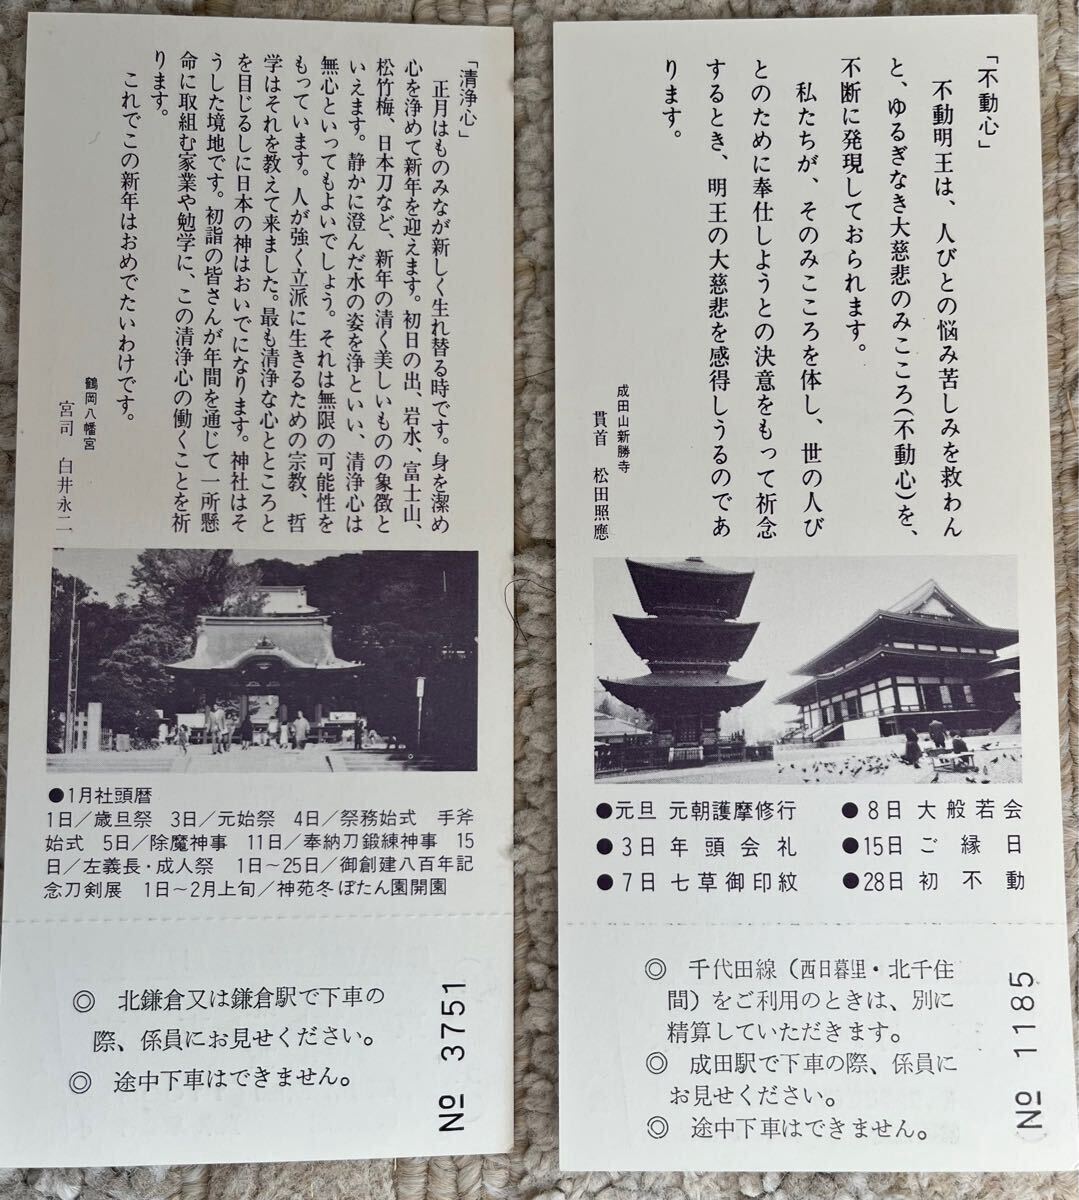 「清浄心」
正月はものみなが新しく生れ替る時です。身を潔め
心を浄めて新年を迎えます。初日の出、岩水、富士山、
松竹梅、日本刀など、新年の清く美しいものの象徴と
いえます。静かに澄んだ水の姿を浄といい、清浄心は
無心といってもよいでしょう。それは無限の可能性を
もっています。人が強く立派に生きるための宗教、哲
学はそれを教えて来ました。最も清浄な心とところと
を目じるしに日本の神はおいでになります。神社はそ
うした境地です。初詣の皆さんが年間を通じて一所懸
命に取組む家業や勉学に、この清浄心の働くことを祈
ります。
これでこの新年はおめでたいわけです。
鶴岡八幡宮
宮司 白井永二
●1月社頭暦
1日/歳旦祭 3日/元始祭 4日/祭務始式 手斧
始式 5日/除魔神事 11日/奉納刀鍛練神事 15
日/左義長・成人祭 1日~25日/御創建八百年記
念刀剣展 1日~2月上旬/神苑冬ぼたん園開園
◎ 北鎌倉又は鎌倉駅で下車の
際、係員にお見せください。
◎ 途中下車はできません。
№ 3751
「不動心」
不動明王は、人びとの悩み苦しみを救わん
と、ゆるぎなき大慈悲のみこころ(不動心)を、
不断に発現しておられます。
私たちが、そのみこころを体し、世の人び
とのために奉仕しようとの決意をもって祈念
するとき、明王の大慈悲を感得しうるのであ
ります。
成田山新勝寺
貫首 松田照應
●元旦 元朝護摩修行
●3日 年頭会礼
●7日 七草御印紋
●8日 大般若会
●15日 ご縁日
●28日 初不動
◎ 千代田線(西日暮里・北千住
間)をご利用のときは、別に
精算していただきます。
◎ 成田駅で下車の際、係員に
お見せください。
◎ 途中下車はできません。
№ 1185